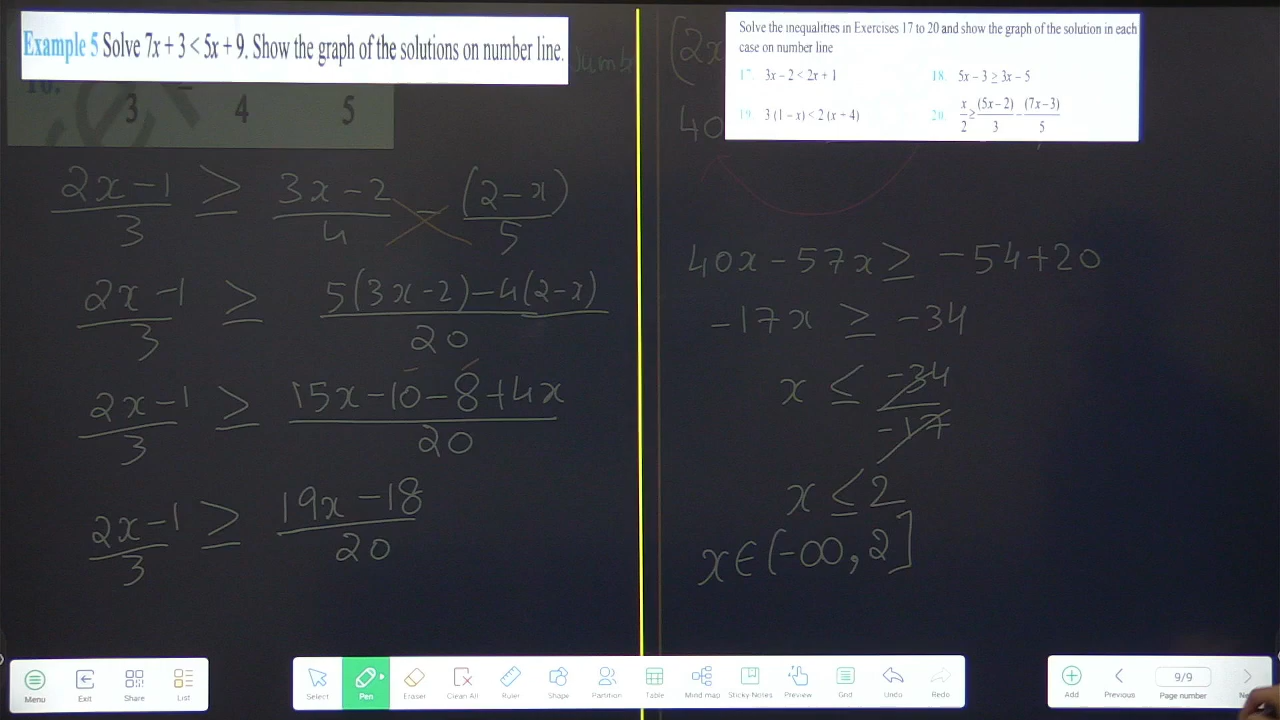 Example 5 Solve 7x + 3 < 5x + 9. Show the graph of the solutions on number line.
3 4 5
2x-1/3 ≥ 3x-2/4 - (2-x)/5
2x-1/3 ≥ 5(3x-2)-4(2-x)/20
2x-1/3 ≥ 15x-10-8+4x/20
2x-1/3 ≥ 19x-18/20
(2x
40
Solve the inequalities in Exercises 17 to 20 and show the graph of the solution in each
case on number line
17. 3x – 2 < 2x + 1 18. 5x – 3 ≥ 3x – 5
19. 3 (1 – x) < 2 (x + 4) 20. x/2 ≥ (5x – 2)/3 – (7x – 3)/5
40x-57x ≥ -54+20
-17x ≥ -34
x ≤ -34/-17
x ≤ 2
x∈(-∞, 2]
Menu Exit Share List Select Pen Eraser Clean All Ruler Shape Partition Table Mind map Sticky Notes Preview Grid Undo Redo Add Previous 9/9 Page number